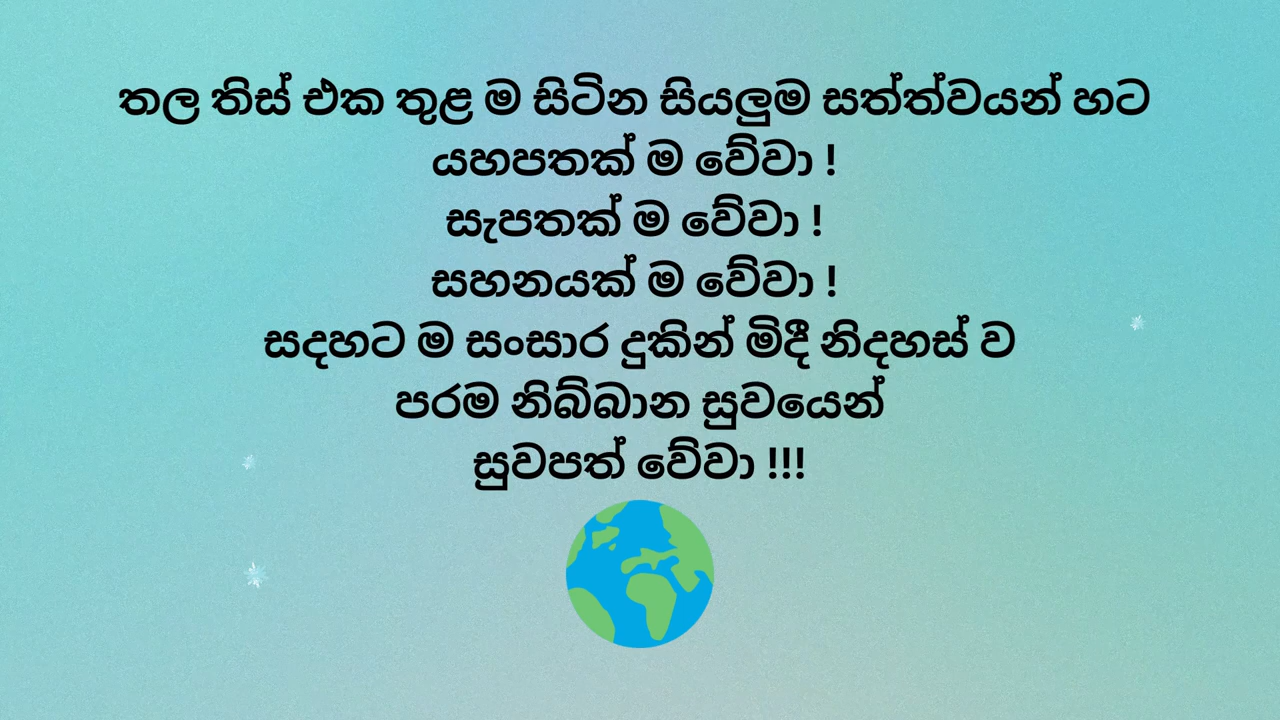 තල තිස් එක තුළ ම සිටින සියලුම සත්ත්වයන් හට
යහපතක් ම වේවා !
සැපතක් ම වේවා !
සහනයක් ම වේවා !
සදහට ම සංසාර දුකින් මිදී නිදහස් ව
පරම නිබ්බාන සුවයෙන්
සුවපත් වේවා !!!